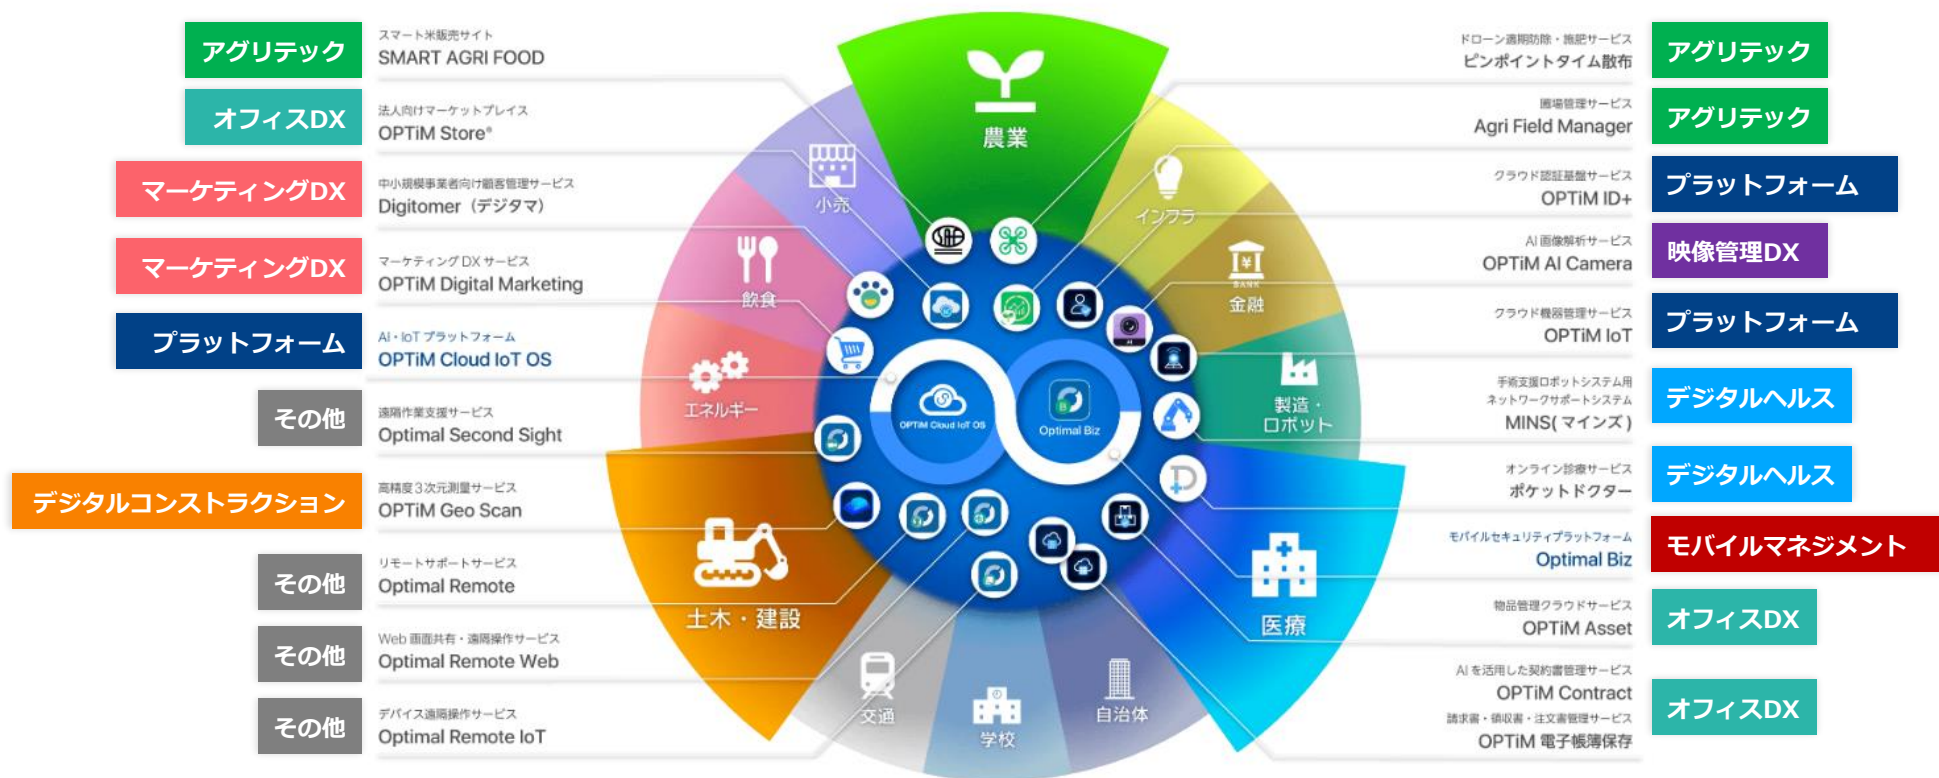 アグリテック
スマート米販売サイト
SMART AGRI FOOD
オフィスDX
法人向けマーケットプレイス
OPTiM Store®
マーケティングDX
中小規模事業者向け顧客管理サービス
Digitomer（デジタマ）
マーケティングDX
マーケティング DX サービス
OPTiM Digital Marketing
プラットフォーム
AI・IoT プラットフォーム
OPTiM Cloud IoT OS
その他
遠隔作業支援サービス
Optimal Second Sight
デジタルコンストラクション
高精度3次元測量サービス
OPTiM Geo Scan
その他
リモートサポートサービス
Optimal Remote
その他
Web 画面共有・遠隔操作サービス
Optimal Remote Web
その他
デバイス遠隔操作サービス
Optimal Remote IoT
農業
小売
インフラ
飲食
BANK
金融
エネルギー
製造・
ロボット
OPTiM Cloud IoT OS
Optimal Biz
土木・建設
医療
交通
学校
自治体
ドローン適期防除・施肥サービス
ピンポイントタイム散布
アグリテック
圃場管理サービス
Agri Field Manager
アグリテック
クラウド認証基盤サービス
OPTiM ID+
プラットフォーム
AI 画像解析サービス
OPTiM AI Camera
映像管理DX
クラウド機器管理サービス
OPTiM IoT
プラットフォーム
手術支援ロボットシステム用
ネットワークサポートシステム
MINS( マインズ )
デジタルヘルス
オンライン診療サービス
ポケットドクター
デジタルヘルス
モバイルセキュリティプラットフォーム
Optimal Biz
モバイルマネジメント
物品管理クラウドサービス
OPTiM Asset
オフィスDX
AI を活用した契約書管理サービス
OPTiM Contract
請求書・領収書・注文書管理サービス
OPTiM 電子帳簿保存
オフィスDX